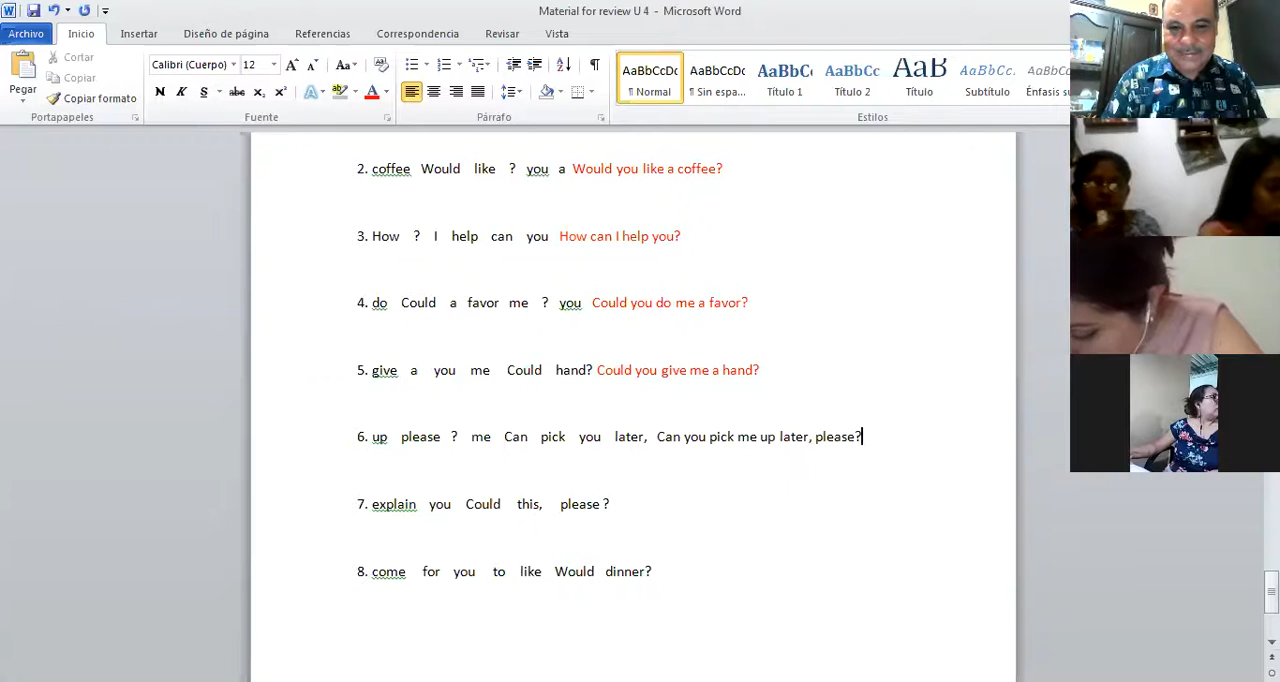 Material for review U 4 - Microsoft Word
Archivo Inicio Insertar Diseño de página Referencias Correspondencia Revisar Vista
Pegar
Cortar
Copiar
Copiar formato
Portapapeles
Calibri (Cuerpo) 12
N K S abc x₂ x²
Fuente
Párrafo
AaBbCcDc AaBbCcDc AaBbC AaBbCc AaB AaBbCc. AaBbCc
¶ Normal ¶ Sin espa... Título 1 Título 2 Título Subtítulo Énfasis su
Estilos
2. coffee Would like ? you a Would you like a coffee?
3. How ? I help can you How can I help you?
4. do Could a favor me ? you Could you do me a favor?
5. give a you me Could hand? Could you give me a hand?
6. up please ? me Can pick you later, Can you pick me up later, please?
7. explain you Could this, please ?
8. come for you to like Would dinner?